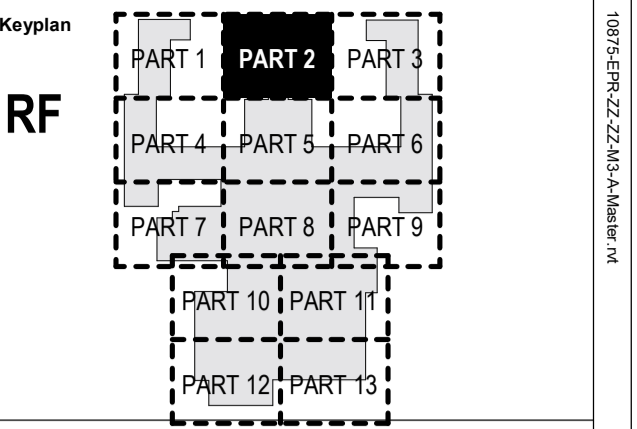 Keyplan
RF
PART 1 PART 2 PART 3
PART 4 PART 5 PART 6
PART 7 PART 8 PART 9
PART 10 PART 11
PART 12 PART 13
10875-EPR-ZZ-ZZ-M3-A-Master.rvt